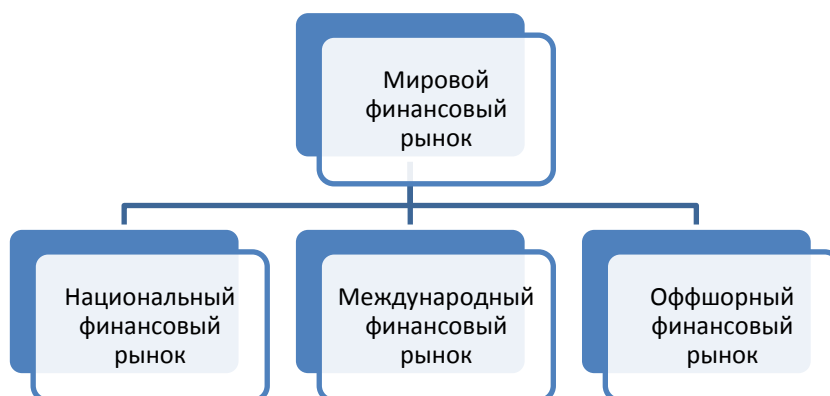 Мировой
финансовый
рынок
Национальный
финансовый
рынок
Международный
финансовый
рынок
Оффшорный
финансовый
рынок